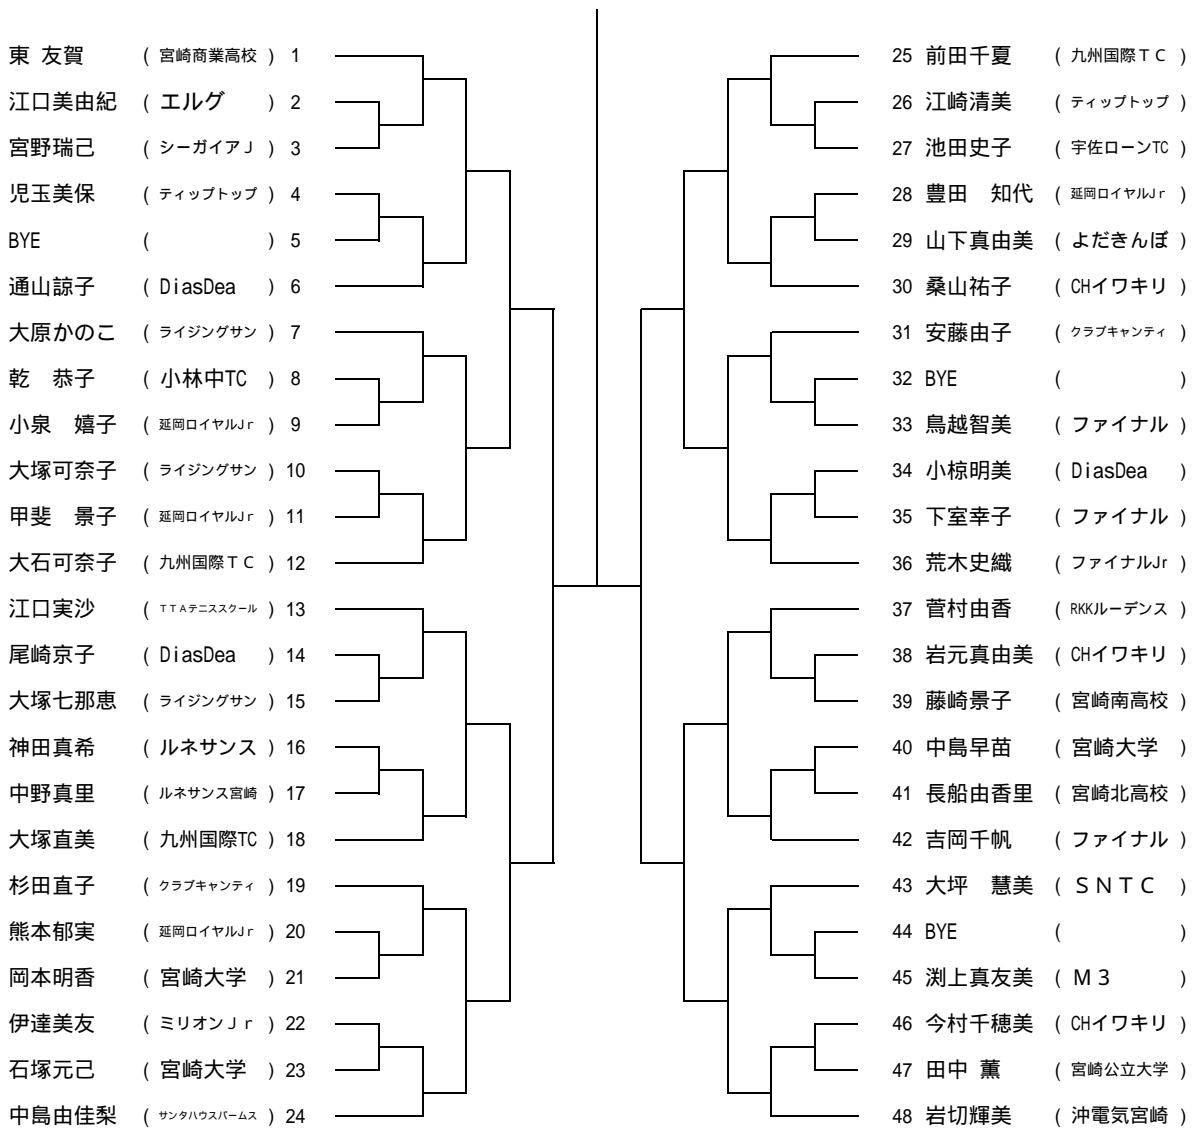 東 友賀 ( 宮崎商業高校 ) 1
江口美由紀 ( エルグ ) 2
宮野瑞己 ( シーガイアJ ) 3
児玉美保 ( ティップトップ ) 4
BYE ( ) 5
通山諒子 ( DiasDea ) 6
大原かのこ ( ライジングサン ) 7
乾　恭子 ( 小林中TC ) 8
小泉　嬉子 ( 延岡ロイヤルJr ) 9
大塚可奈子 ( ライジングサン ) 10
甲斐　景子 ( 延岡ロイヤルJr ) 11
大石可奈子 ( 九州国際ＴＣ ) 12
江口実沙 ( ＴＴＡテニススクール ) 13
尾崎京子 ( DiasDea ) 14
大塚七那恵 ( ライジングサン ) 15
神田真希 ( ルネサンス ) 16
中野真里 ( ルネサンス宮崎 ) 17
大塚直美 ( 九州国際TC ) 18
杉田直子 ( クラブキャンティ ) 19
熊本郁実 ( 延岡ロイヤルJr ) 20
岡本明香 ( 宮崎大学 ) 21
伊達美友 ( ミリオンＪｒ ) 22
石塚元己 ( 宮崎大学 ) 23
中島由佳梨 ( サンタハウスパームス ) 24
25 前田千夏 ( 九州国際ＴＣ )
26 江崎清美 ( ティップトップ )
27 池田史子 ( 宇佐ローンTC )
28 豊田　知代 ( 延岡ロイヤルJr )
29 山下真由美 ( よだきんぼ )
30 桑山祐子 ( CHイワキリ )
31 安藤由子 ( クラブキャンティ )
32 BYE ( )
33 鳥越智美 ( ファイナル )
34 小椋明美 ( DiasDea )
35 下室幸子 ( ファイナル )
36 荒木史織 ( ファイナルJr )
37 菅村由香 ( RKKルーデンス )
38 岩元真由美 ( CHイワキリ )
39 藤崎景子 ( 宮崎南高校 )
40 中島早苗 ( 宮崎大学 )
41 長船由香里 ( 宮崎北高校 )
42 吉岡千帆 ( ファイナル )
43 大坪　慧美 ( ＳＮＴＣ )
44 BYE ( )
45 渕上真友美 ( Ｍ３ )
46 今村千穂美 ( CHイワキリ )
47 田中 薫 ( 宮崎公立大学 )
48 岩切輝美 ( 沖電気宮崎 )